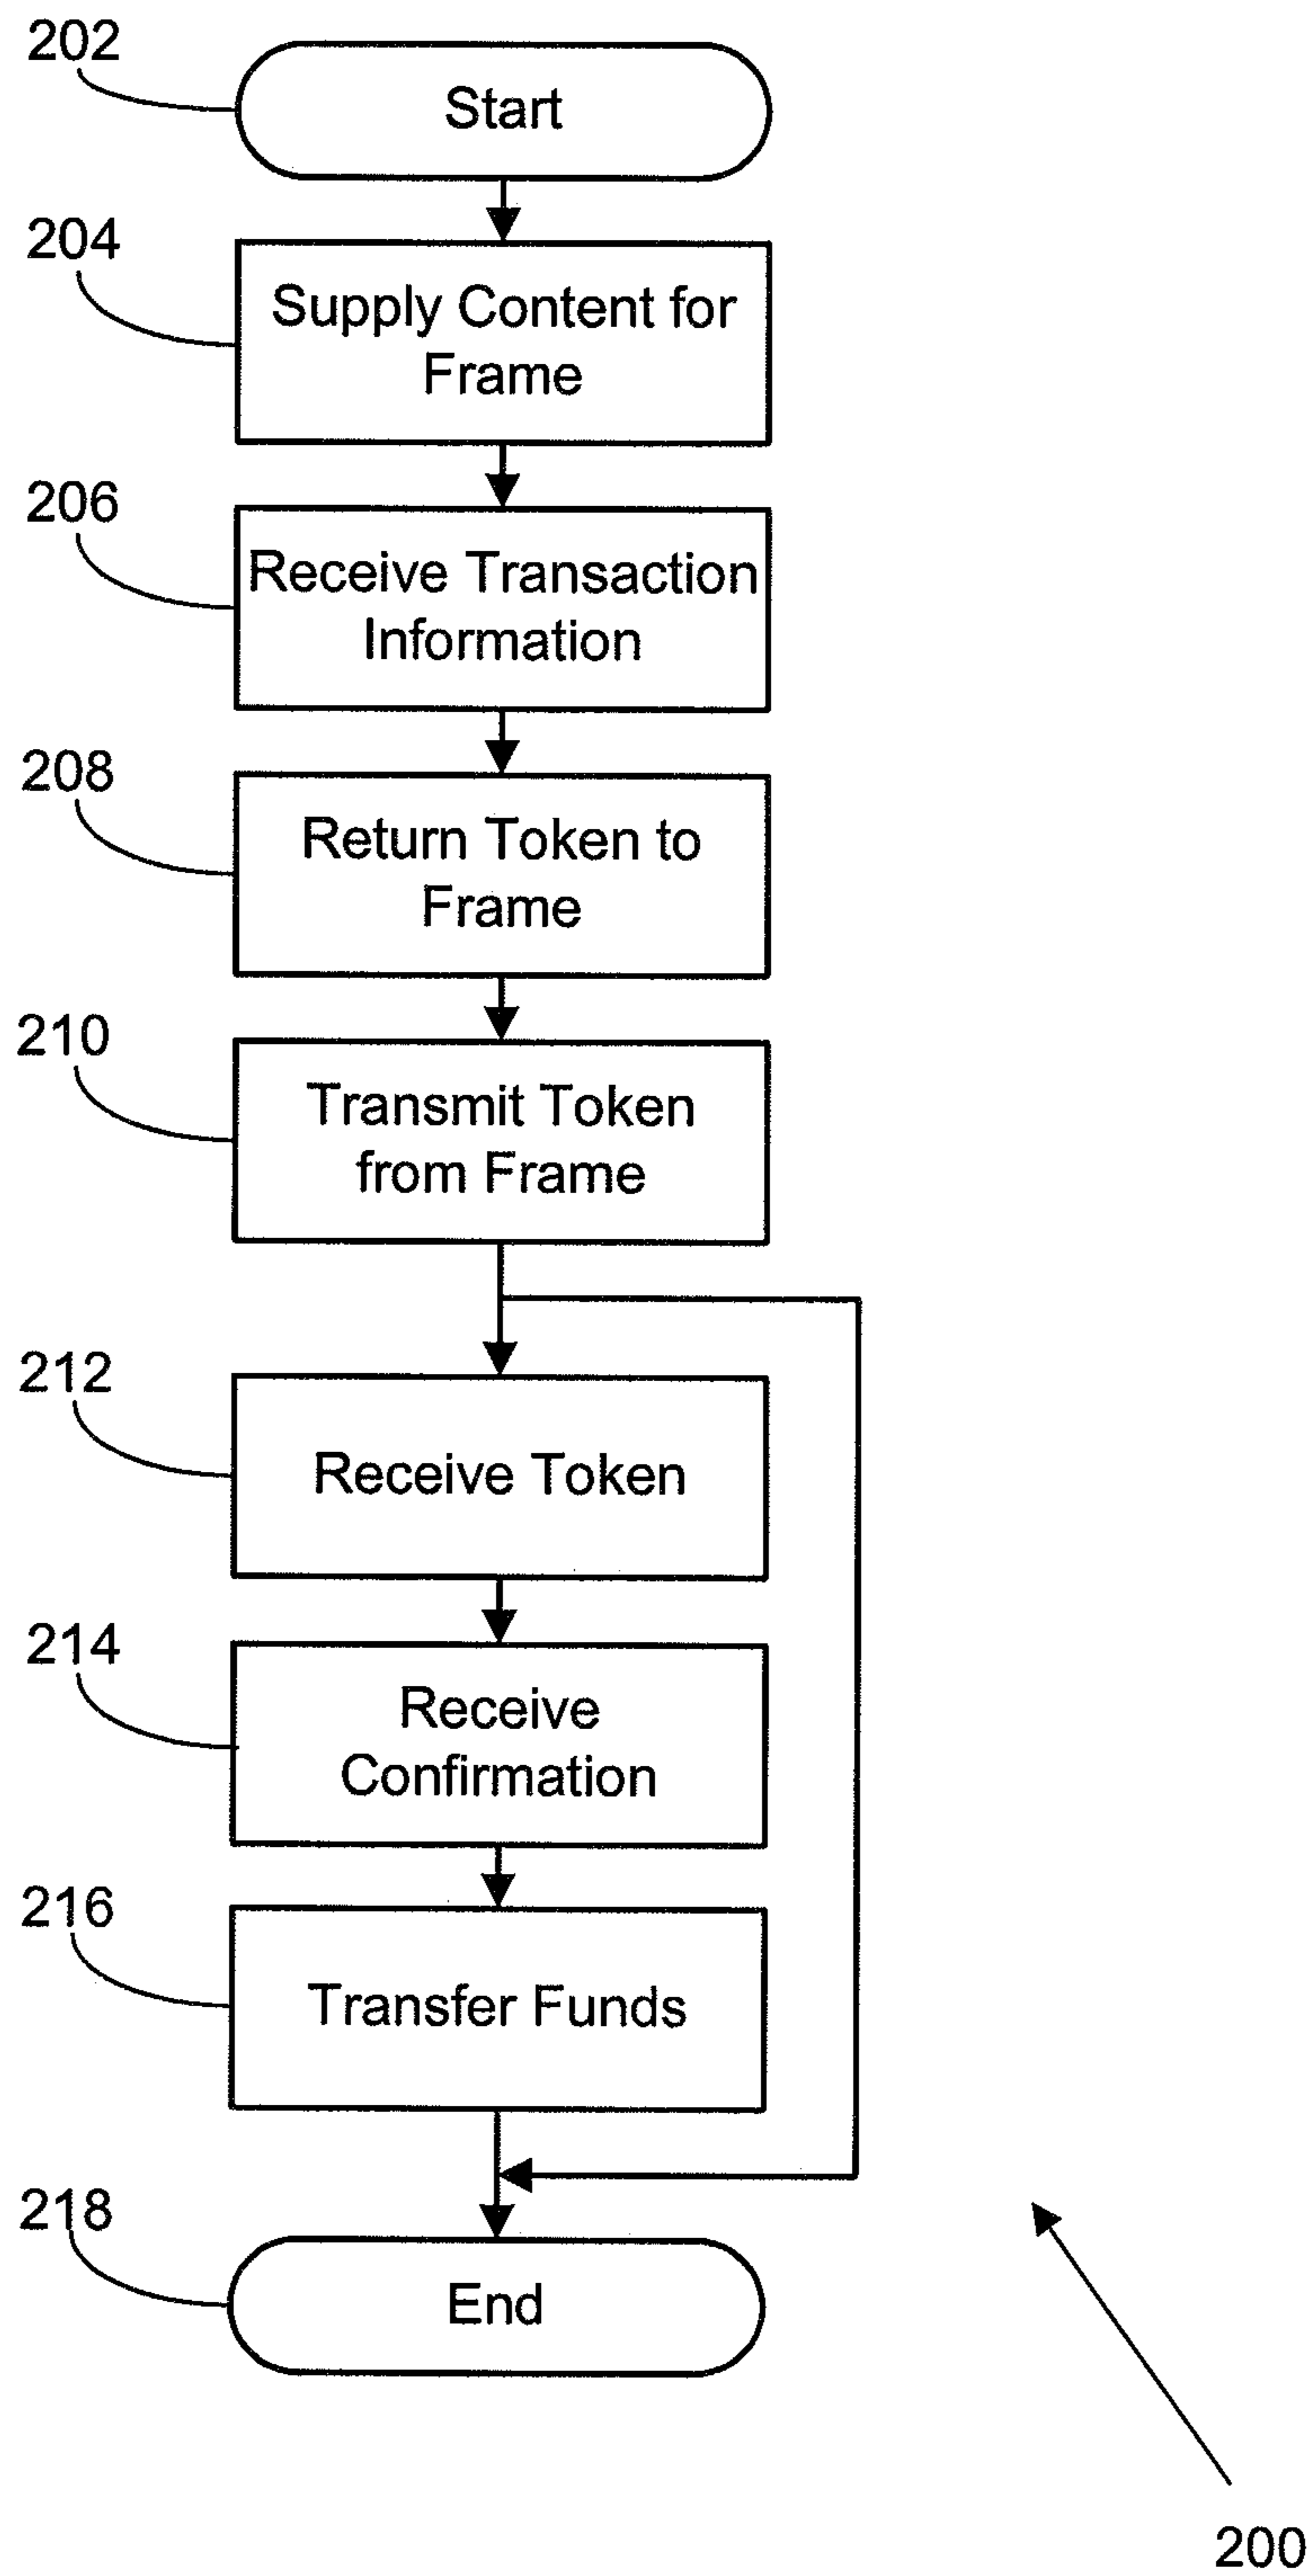 202
Start
204
Supply Content for
Frame
206
Receive Transaction
Information
208
Return Token to
Frame
210
Transmit Token
from Frame
212
Receive Token
214
Receive
Confirmation
216
Transfer Funds
218
End
200